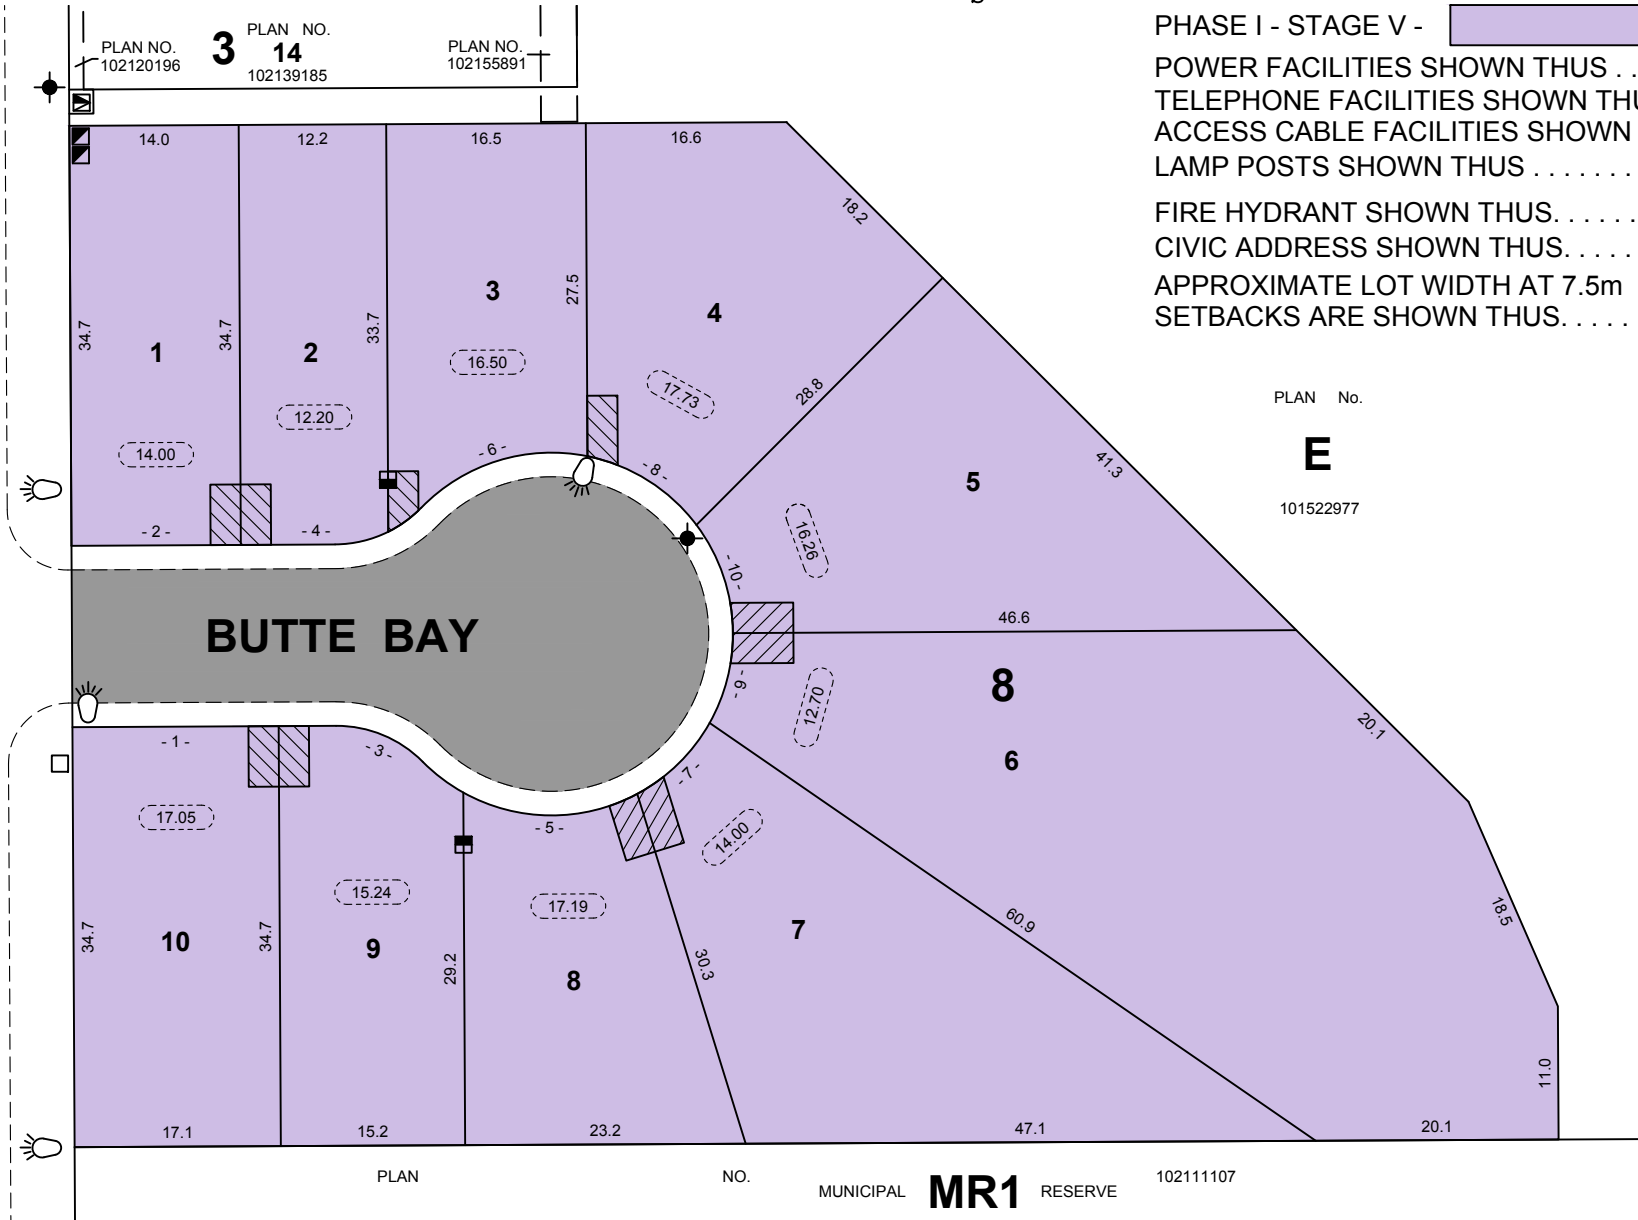 PHASE I - STAGE V -
POWER FACILITIES SHOWN THUS . .
TELEPHONE FACILITIES SHOWN
ACCESS CABLE FACILITIES SHOWN
LAMP POSTS SHOWN THUS . . . . . . .
FIRE HYDRANT SHOWN THUS. . . . . .
CIVIC ADDRESS SHOWN THUS. . . . .
APPROXIMATE LOT WIDTH AT 7.5m
SETBACKS ARE SHOWN THUS. . . . .
PLAN NO.
102120196
3
PLAN NO.
14
102139185
PLAN NO.
102155891
14.0
12.2
16.5
16.6
18.2
34.7
1
34.7
2
33.7
3
27.5
4
16.50
17.73
28.8
12.20
14.00
- 2 -
- 4 -
- 6 -
- 8 -
5
41.3
PLAN No.
E
101522977
16.26
- 10 -
46.6
BUTTE BAY
- 9 -
12.70
8
6
20.1
- 1 -
- 3 -
- 5 -
- 7 -
17.05
15.24
17.19
14.00
34.7
10
34.7
9
29.2
8
30.3
7
60.9
18.5
11.0
17.1
15.2
23.2
47.1
20.1
PLAN NO.
MUNICIPAL MR1 RESERVE
102111107